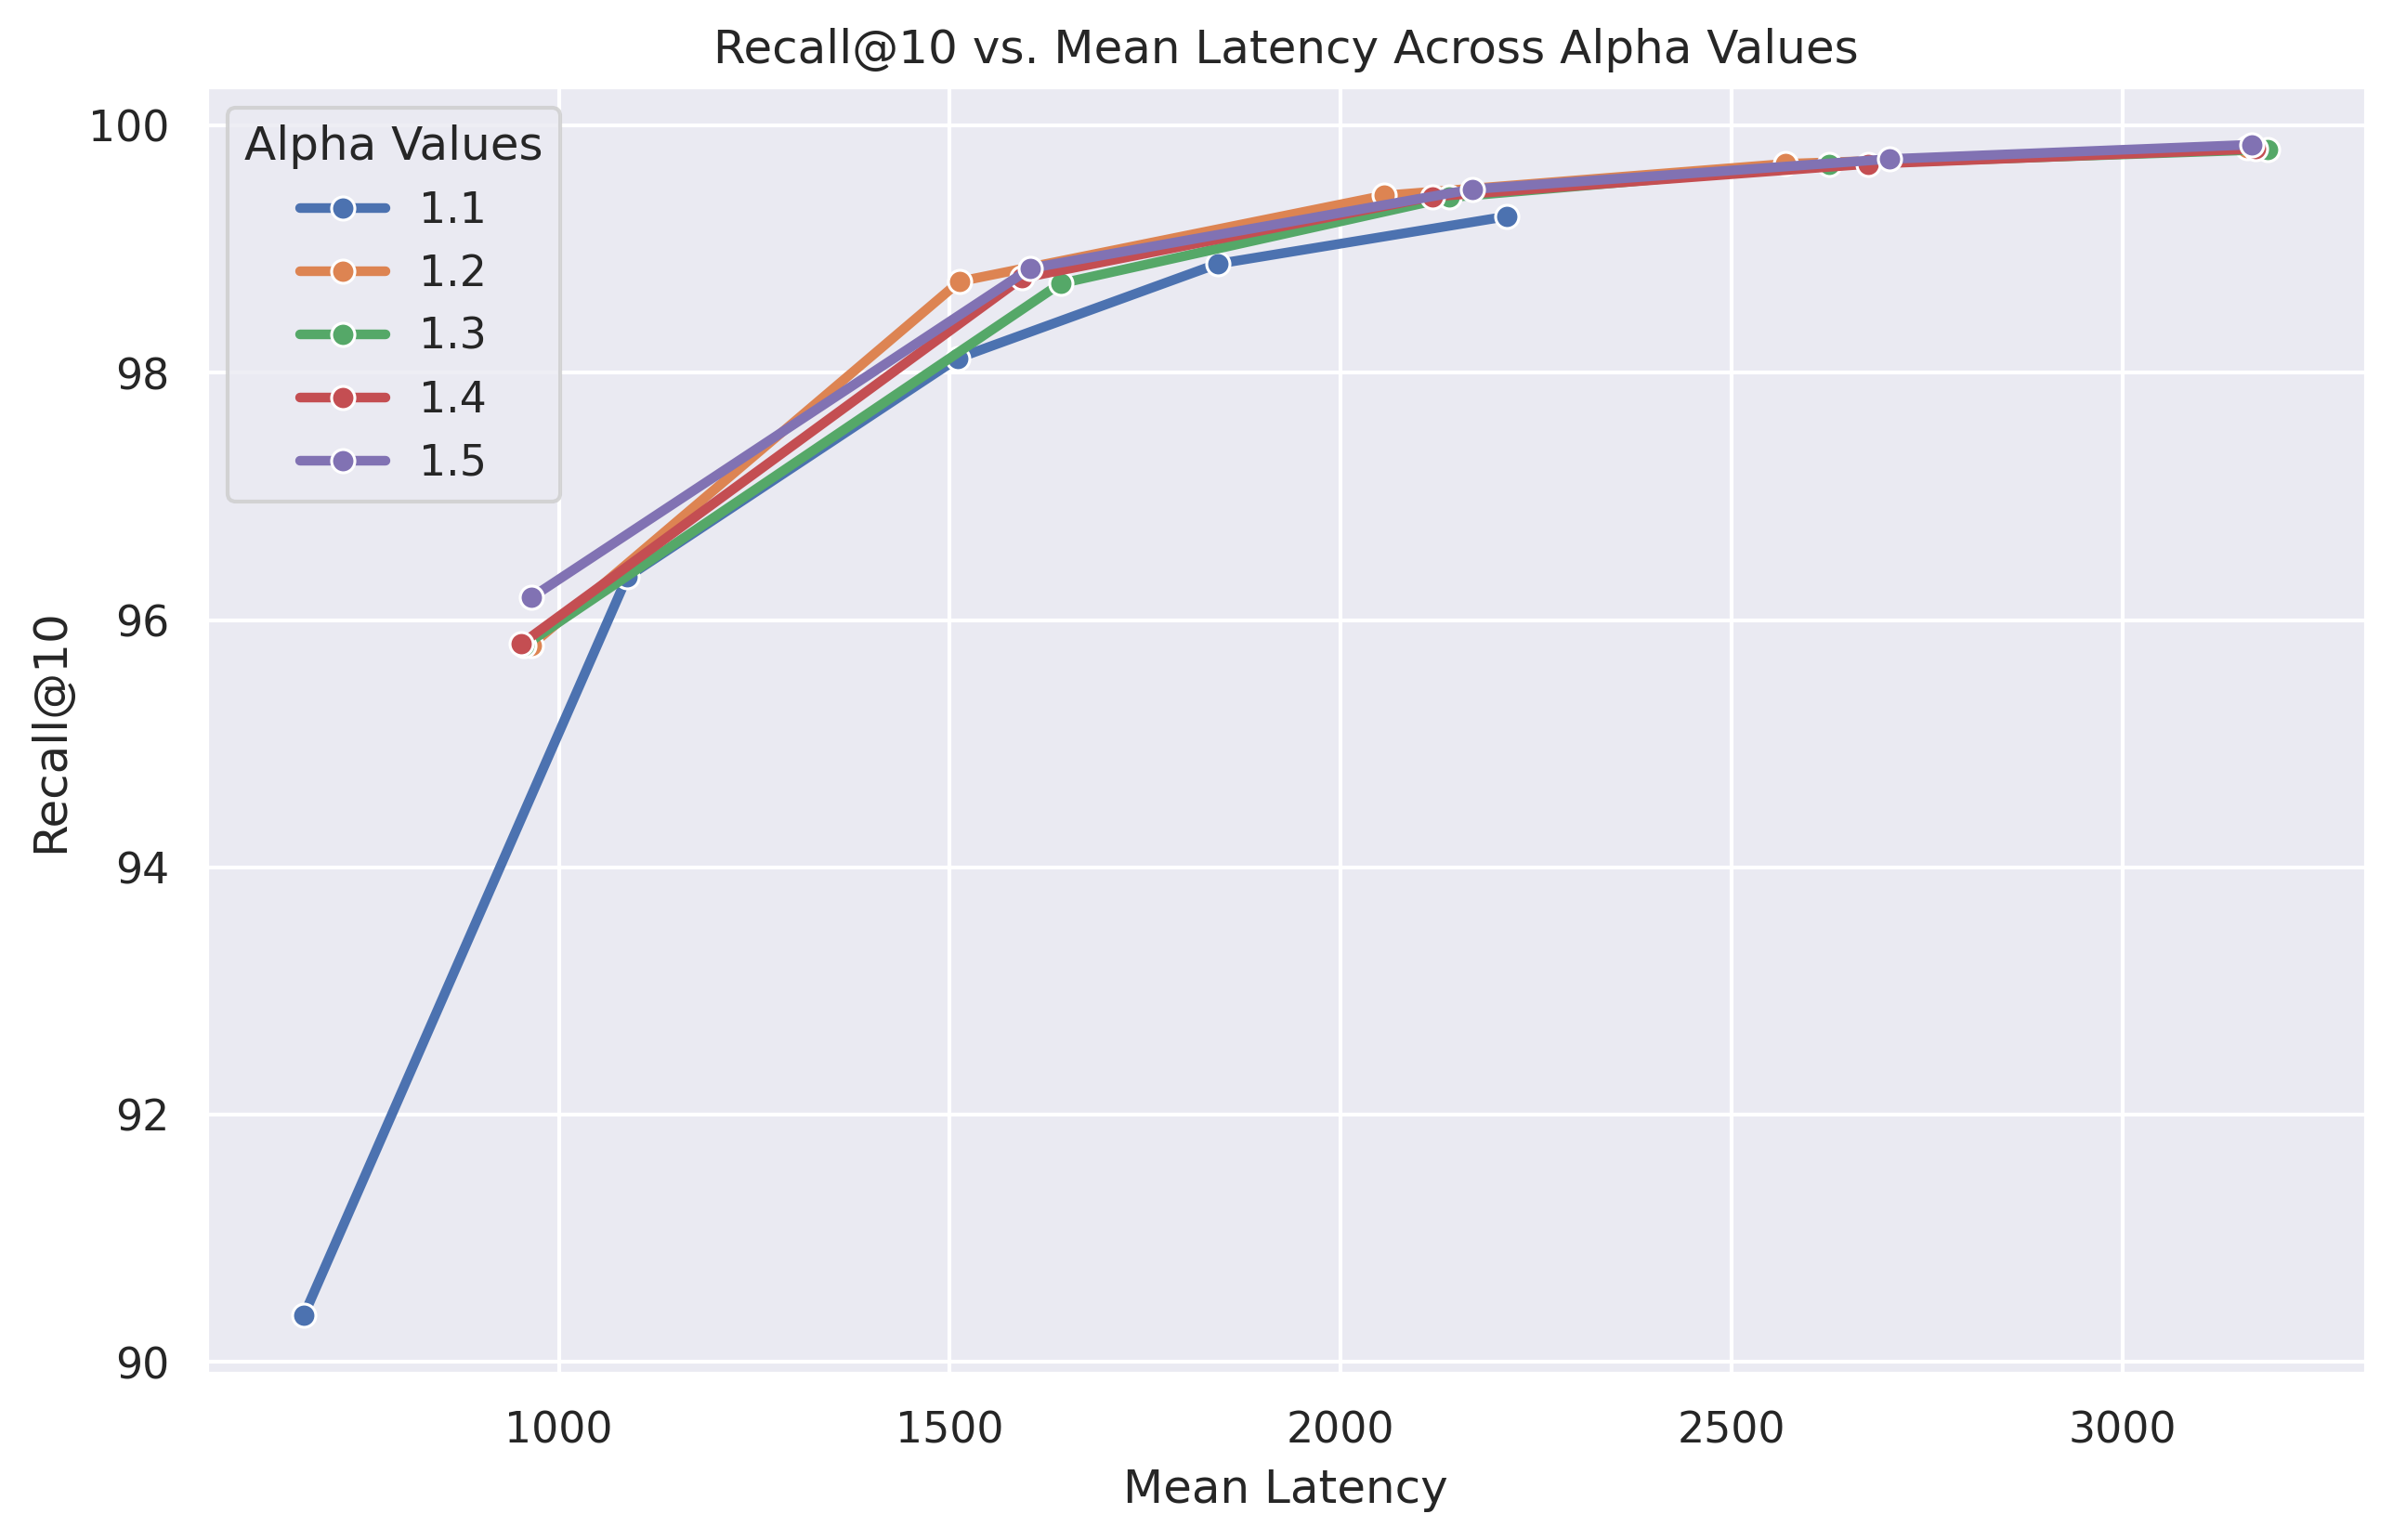 Recall@10 vs. Mean Latency Across Alpha Values
Alpha Values
1.1
1.2
1.3
1.4
1.5
Recall@10
100
98
96
94
92
90
1000 1500 2000 2500 3000
Mean Latency